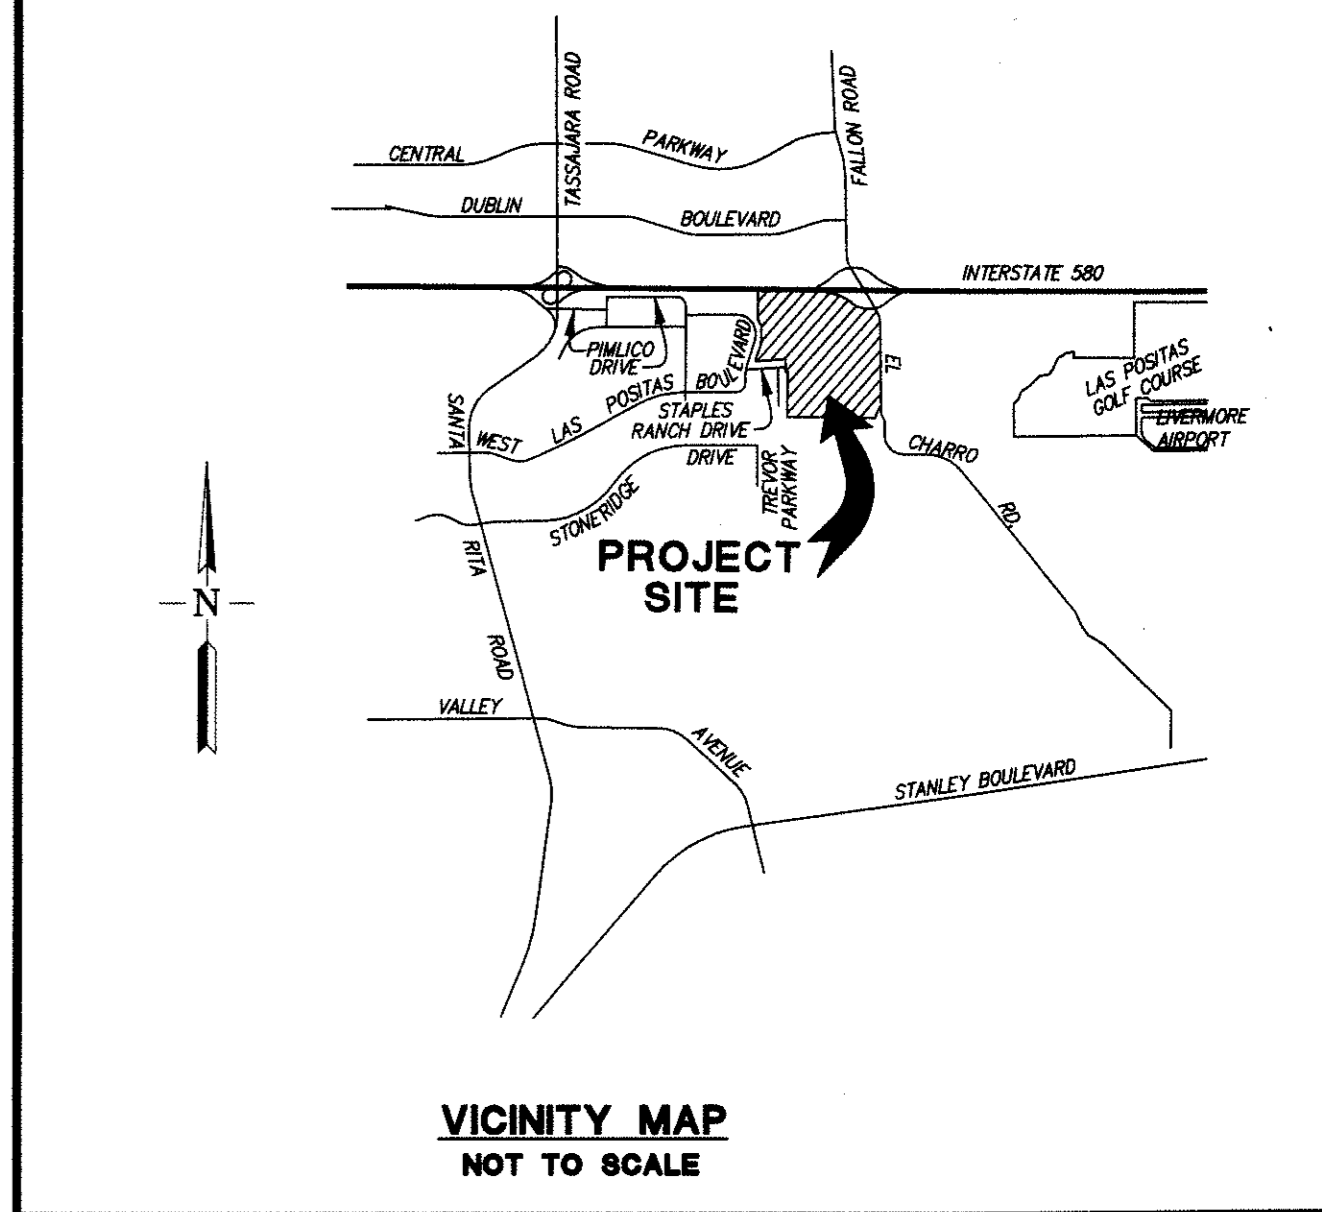 TASSAJARA ROAD
FALLON ROAD
CENTRAL
PARKWAY
DUBLIN
BOULEVARD
INTERSTATE 580
PIMLICO
DRIVE
BOULEVARD
EL
LAS POSITAS
GOLF COURSE
LIVERMORE
AIRPORT
SANTA
WEST
LAS
POSITAS
STAPLES
RANCH DRIVE
DRIVE
CHARRO
TREVOR
PARKWAY
STONERIDGE
RD.
PROJECT
SITE
N
RITA
ROAD
VALLEY
AVENUE
STANLEY BOULEVARD
VICINITY MAP
NOT TO SCALE